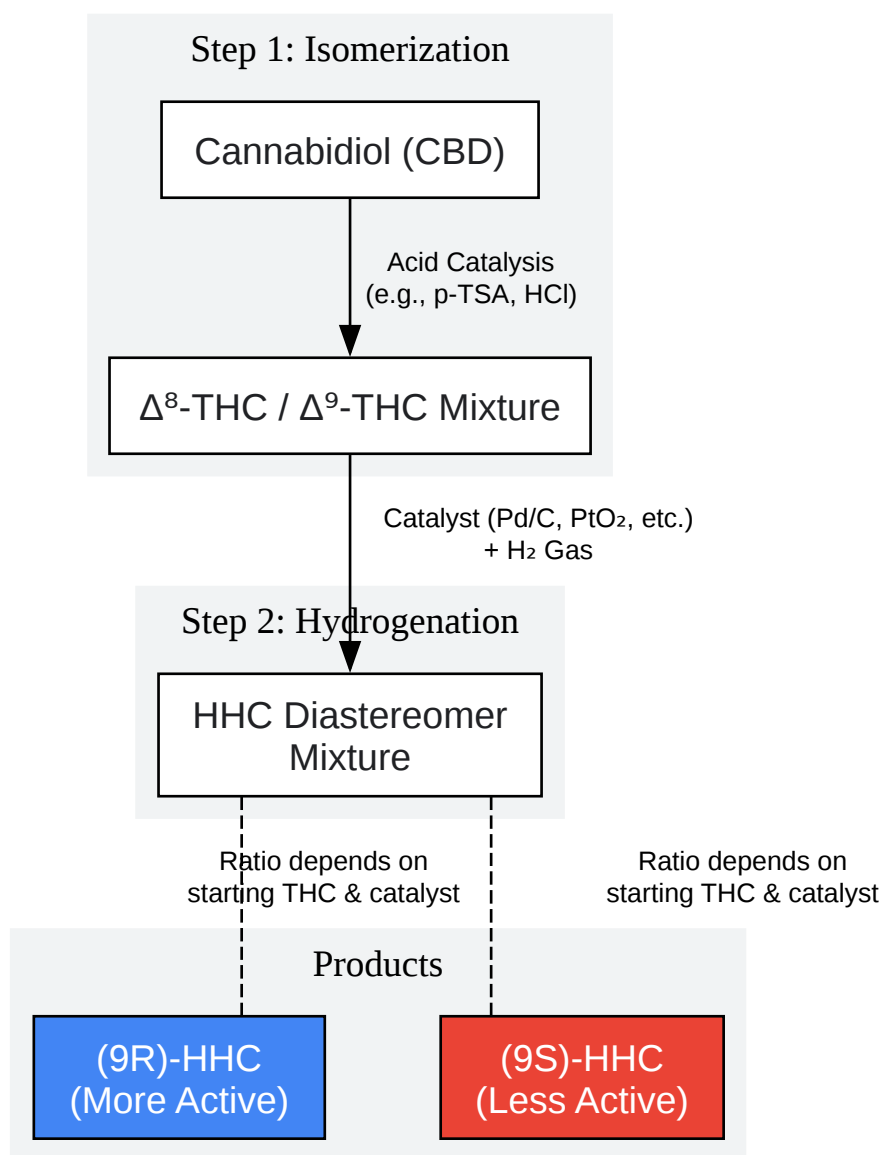 Step 1: Isomerization
Cannabidiol (CBD)
Acid Catalysis
(e.g., p-TSA, HCl)
Δ⁸-THC / Δ⁹-THC Mixture
Catalyst (Pd/C, PtO₂, etc.)
+ H₂ Gas
Step 2: Hydrogenation
HHC Diastereomer
Mixture
Ratio depends on
starting THC & catalyst
Ratio depends on
starting THC & catalyst
Products
(9R)-HHC
(More Active)
(9S)-HHC
(Less Active)